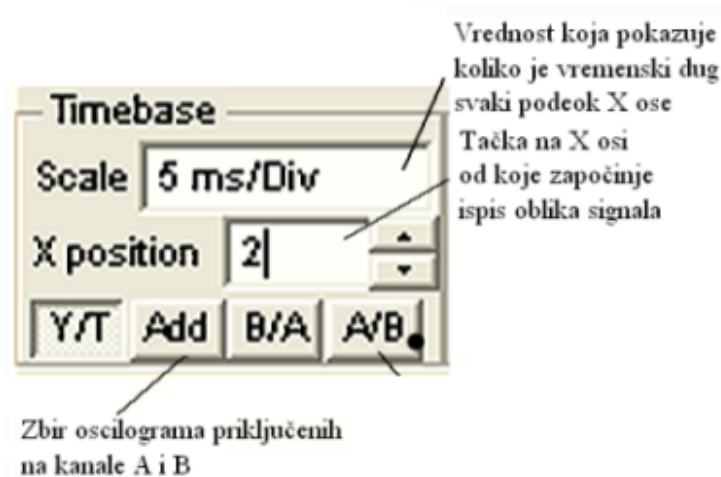 Vrednost koja pokazuje
koliko je vremenski dug
svaki podeok X ose
Tačka na X osi
od koje započinje
ispis oblika signala
Timebase
Scale 5 ms/Div
X position 2
Y/T Add B/A A/B
Zbir oscilograma priključenih
na kanale A i B